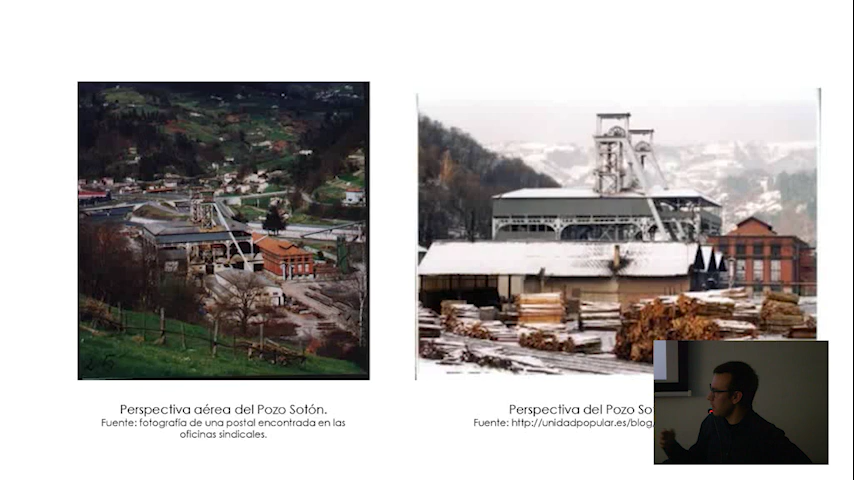 Perspectiva aérea del Pozo Sotón.
Fuente: fotografía de una postal encontrada en las
oficinas sindicales.
Perspectiva del Pozo
Fuente: http://unidadpopular.es/blog/